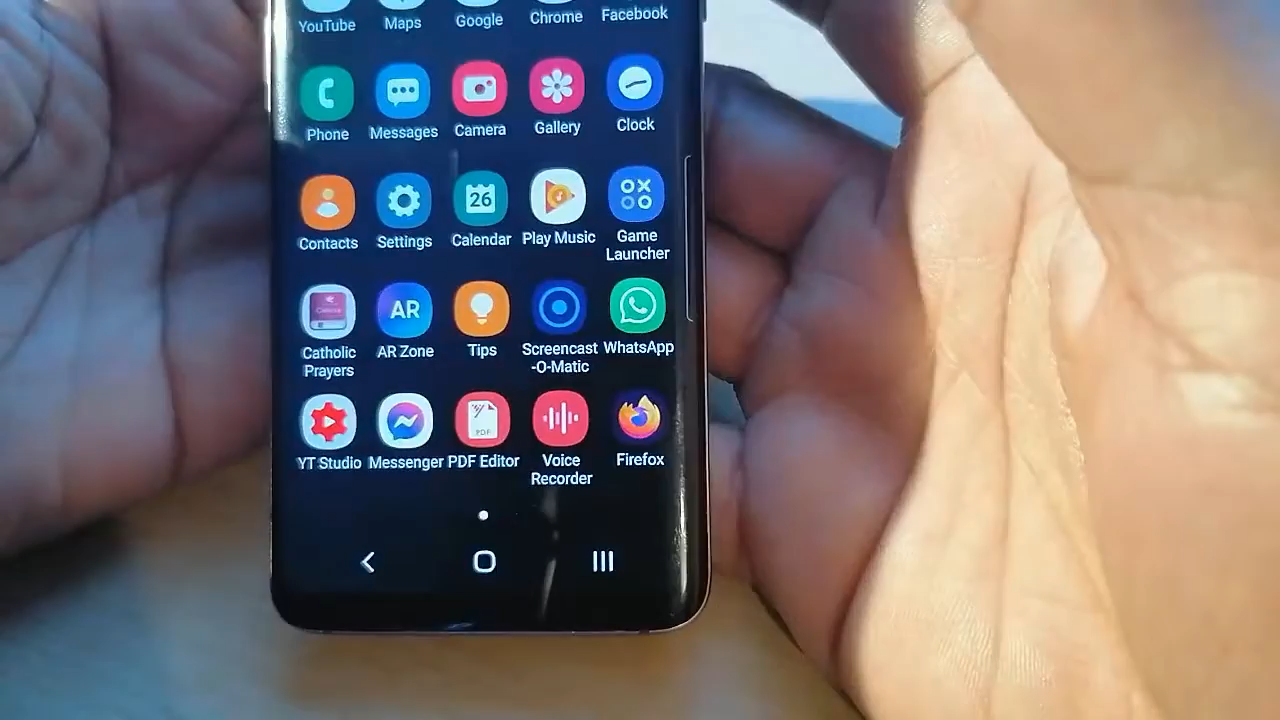 YouTube Maps Google Chrome Facebook
Phone Messages Camera Gallery Clock
26
Contacts Settings Calendar Play Music Game
Launcher
AR
Catholic AR Zone Tips Screencast WhatsApp
Prayers -O-Matic
PDF
YT Studio Messenger PDF Editor Voice Firefox
Recorder